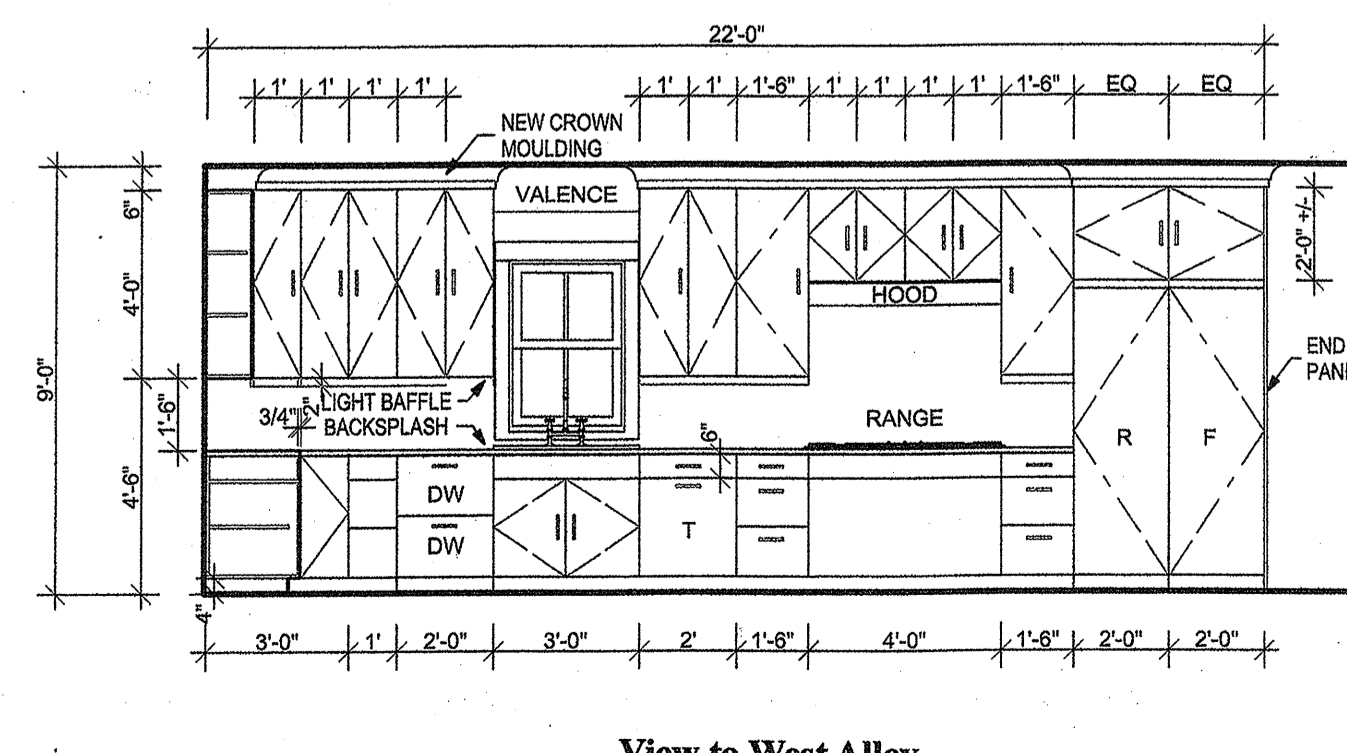 22'-0"
1' 1' 1' 1' 1' 1' 1'-6" 1' 1' 1' 1' 1'-6" EQ EQ
NEW CROWN
MOULDING
VALENCE
6"
2'-0" +/-
4'-0"
HOOD
9'-0"
END
1'-6"
3/4"
2"
LIGHT BAFFLE
BACKSPLASH
RANGE
6"
R F
4'-6"
DW
DW
T
4"
3'-0" 1' 2'-0" 3'-0" 2' 1'-6" 4'-0" 1'-6" 2'-0" 2'-0"
View to West Alley